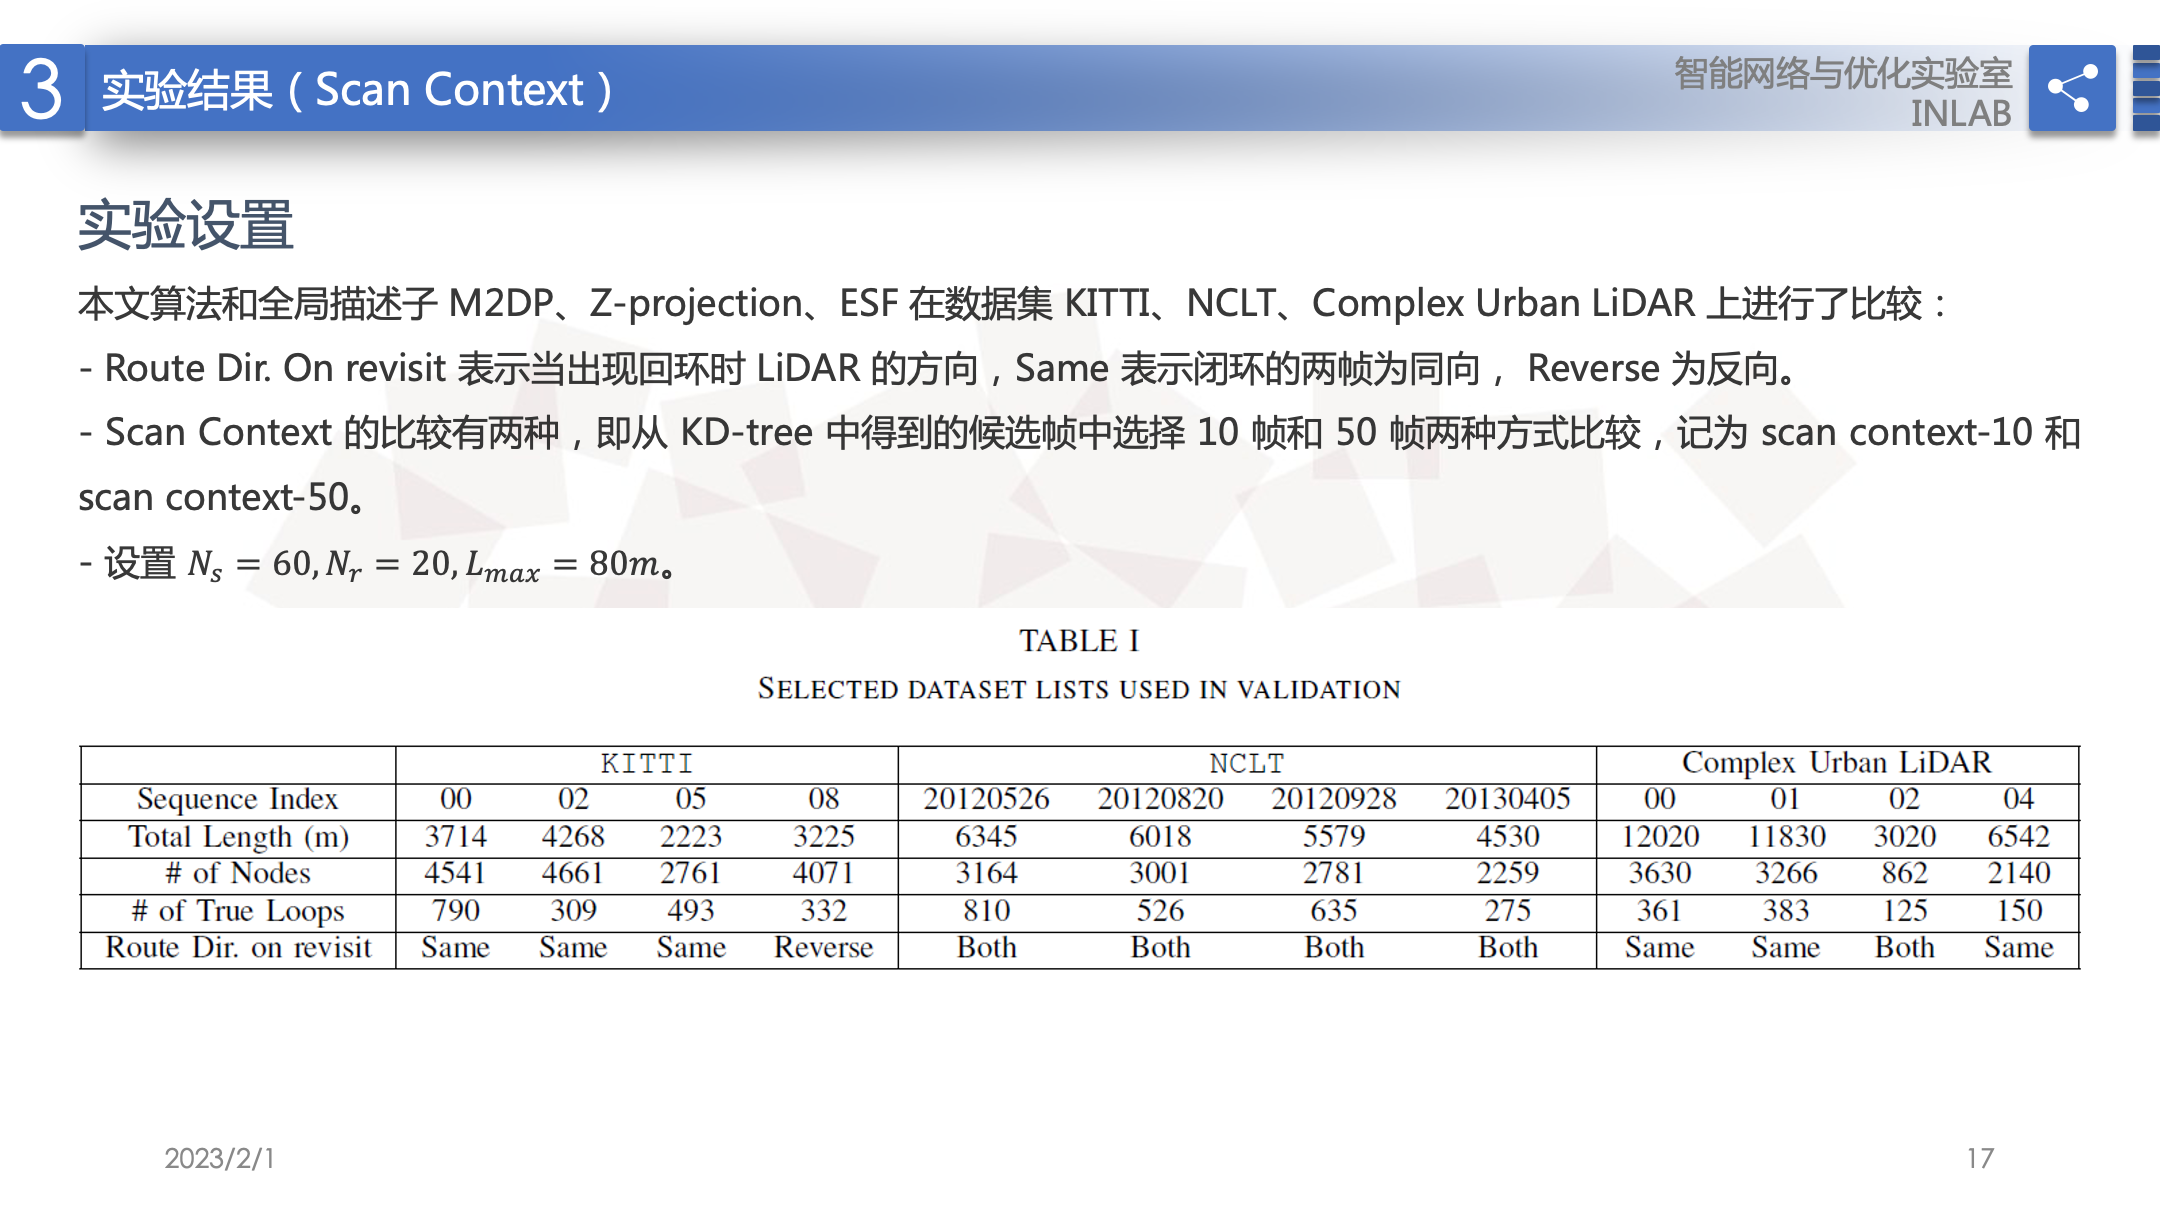 3
实验结果（Scan Context）
智能网络与优化实验室
INLAB
实验设置
本文算法和全局描述子 M2DP、Z-projection、ESF 在数据集 KITTI、NCLT、Complex Urban LiDAR 上进行了比较：
- Route Dir. On revisit 表示当出现回环时 LiDAR 的方向，Same 表示闭环的两帧为同向， Reverse 为反向。
- Scan Context 的比较有两种，即从 KD-tree 中得到的候选帧中选择 10 帧和 50 帧两种方式比较，记为 scan context-10 和
scan context-50。
- 设置 N_s = 60, N_r = 20, L_max = 80m。
TABLE I
SELECTED DATASET LISTS USED IN VALIDATION
KITTI NCLT Complex Urban LiDAR
Sequence Index 00 02 05 08 20120526 20120820 20120928 20130405 00 01 02 04
Total Length (m) 3714 4268 2223 3225 6345 6018 5579 4530 12020 11830 3020 6542
# of Nodes 4541 4661 2761 4071 3164 3001 2781 2259 3630 3266 862 2140
# of True Loops 790 309 493 332 810 526 635 275 361 383 125 150
Route Dir. on revisit Same Same Same Reverse Both Both Both Both Same Same Both Same
2023/2/1
17